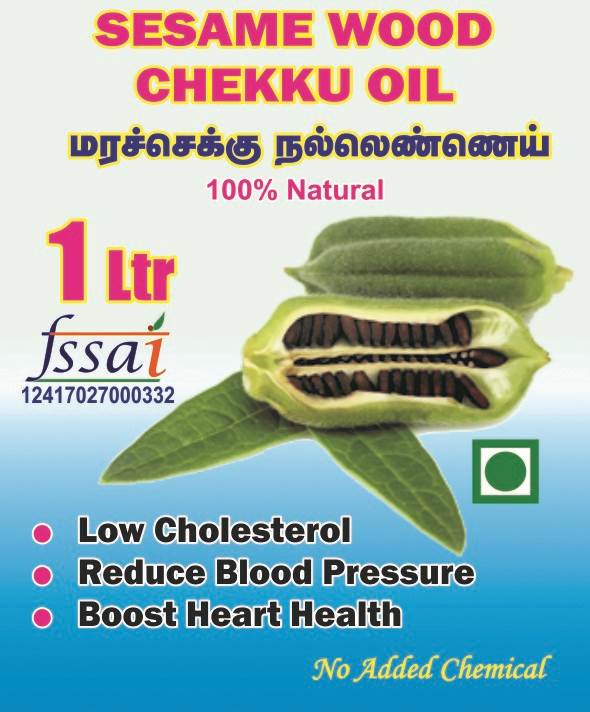 SESAME WOOD
CHEKKU OIL
மரச்செக்கு நல்லெண்ணெய்
100% Natural
1 Ltr
fssai
12417027000332
Low Cholesterol
Reduce Blood Pressure
Boost Heart Health
No Added Chemical